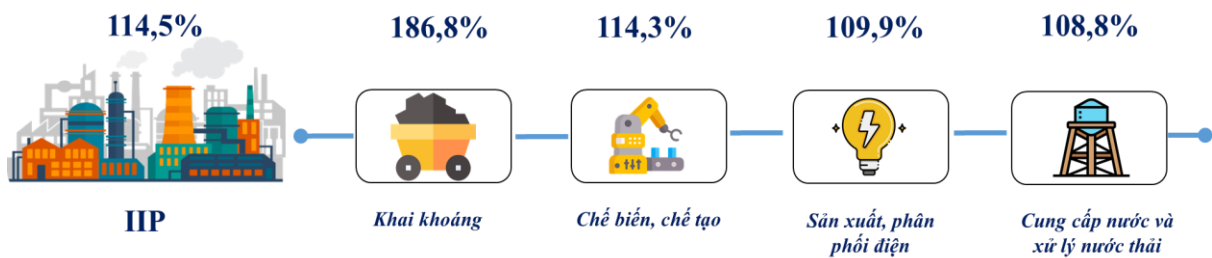 114,5%
186,8%
114,3%
109,9%
108,8%
IIP
Khai khoáng
Chế biến, chế tạo
Sản xuất, phân
phối điện
Cung cấp nước và
xử lý nước thải